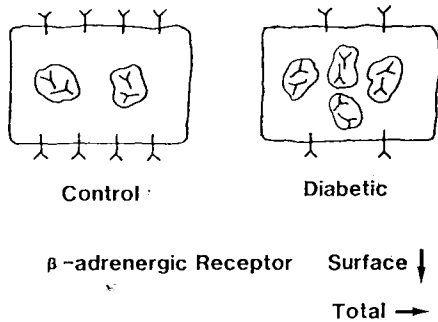 Control Diabetic
β-adrenergic Receptor Surface ↓
Total →